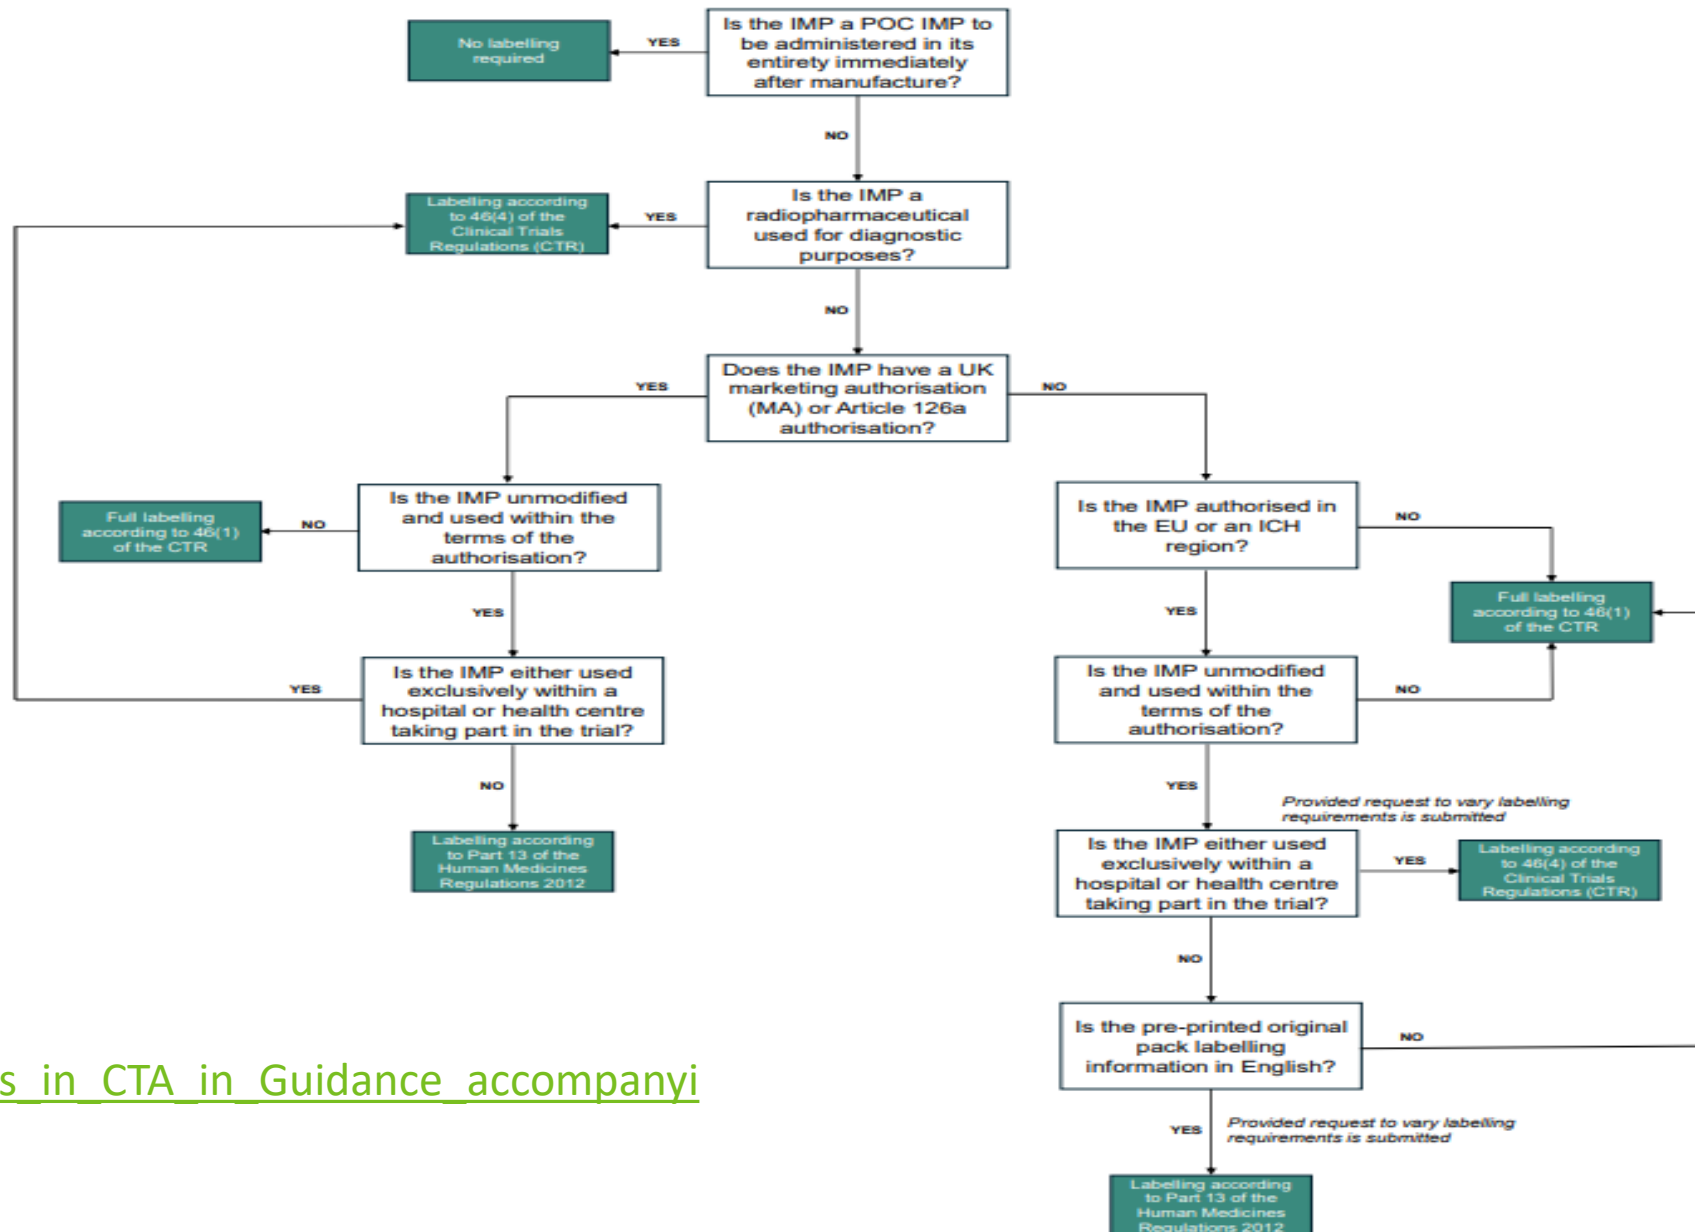 Is the IMP a POC IMP to
be administered in its
entirety immediately
after manufacture?
YES
No labelling
required
NO
Is the IMP a
radiopharmaceutical
used for diagnostic
purposes?
YES
Labelling according
to 46(4) of the
Clinical Trials
Regulations (CTR)
NO
Does the IMP have a UK
marketing authorisation
(MA) or Article 126a
authorisation?
YES
NO
Is the IMP unmodified
and used within the
terms of the
authorisation?
NO
Full labelling
according to 46(1)
of the CTR
YES
Is the IMP either used
exclusively within a
hospital or health centre
taking part in the trial?
YES
NO
Labelling according
to Part 13 of the
Human Medicines
Regulations 2012
Is the IMP authorised in
the EU or an ICH
region?
NO
Full labelling
according to 46(1)
of the CTR
YES
Is the IMP unmodified
and used within the
terms of the
authorisation?
NO
YES
Provided request to vary labelling
requirements is submitted
Is the IMP either used
exclusively within a
hospital or health centre
taking part in the trial?
YES
Labelling according
to 46(4) of the
Clinical Trials
Regulations (CTR)
NO
Is the pre-printed original
pack labelling
information in English?
NO
YES
Provided request to vary labelling
requirements is submitted
Labelling according
to Part 13 of the
Human Medicines
Regulations 2012
s_in_CTA_in_Guidance_accompanyi